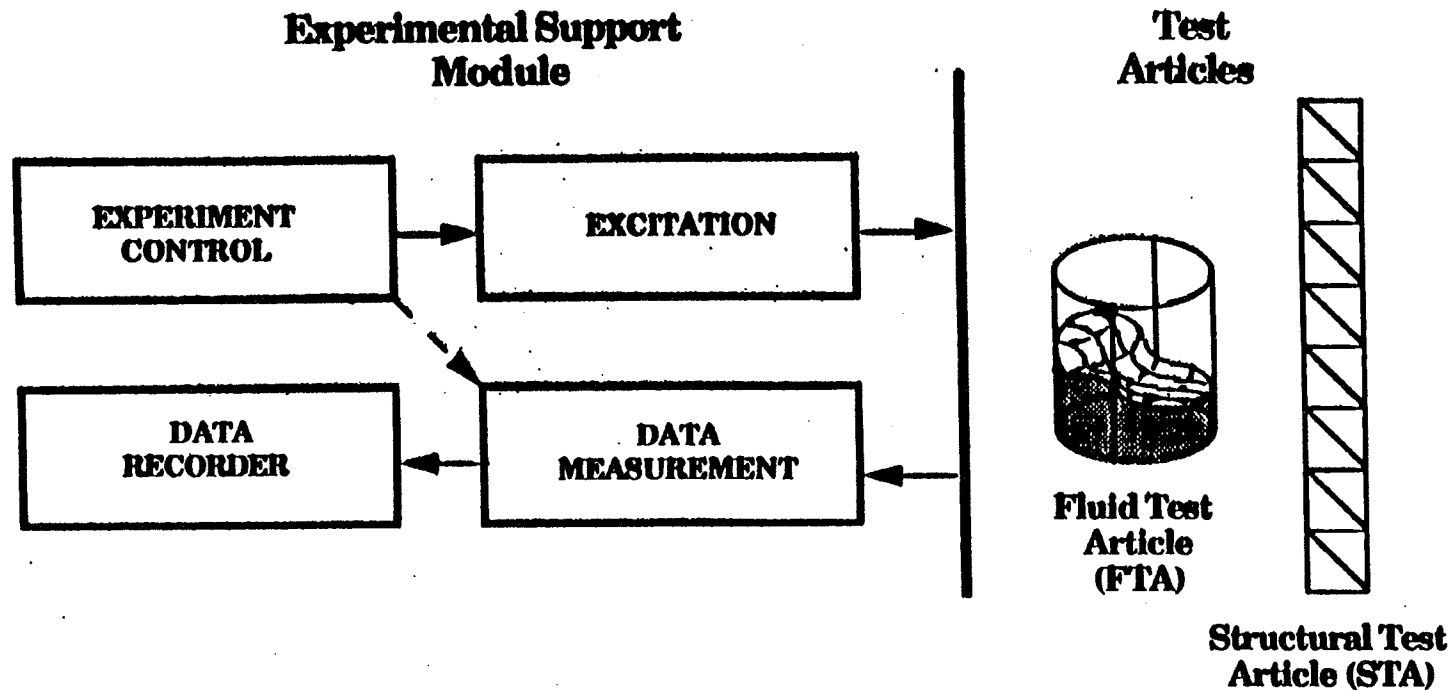 Experimental Support
Module
Test
Articles
EXPERIMENT
CONTROL
EXCITATION
DATA
RECORDER
DATA
MEASUREMENT
Fluid Test
Article
(FTA)
Structural Test
Article (STA)